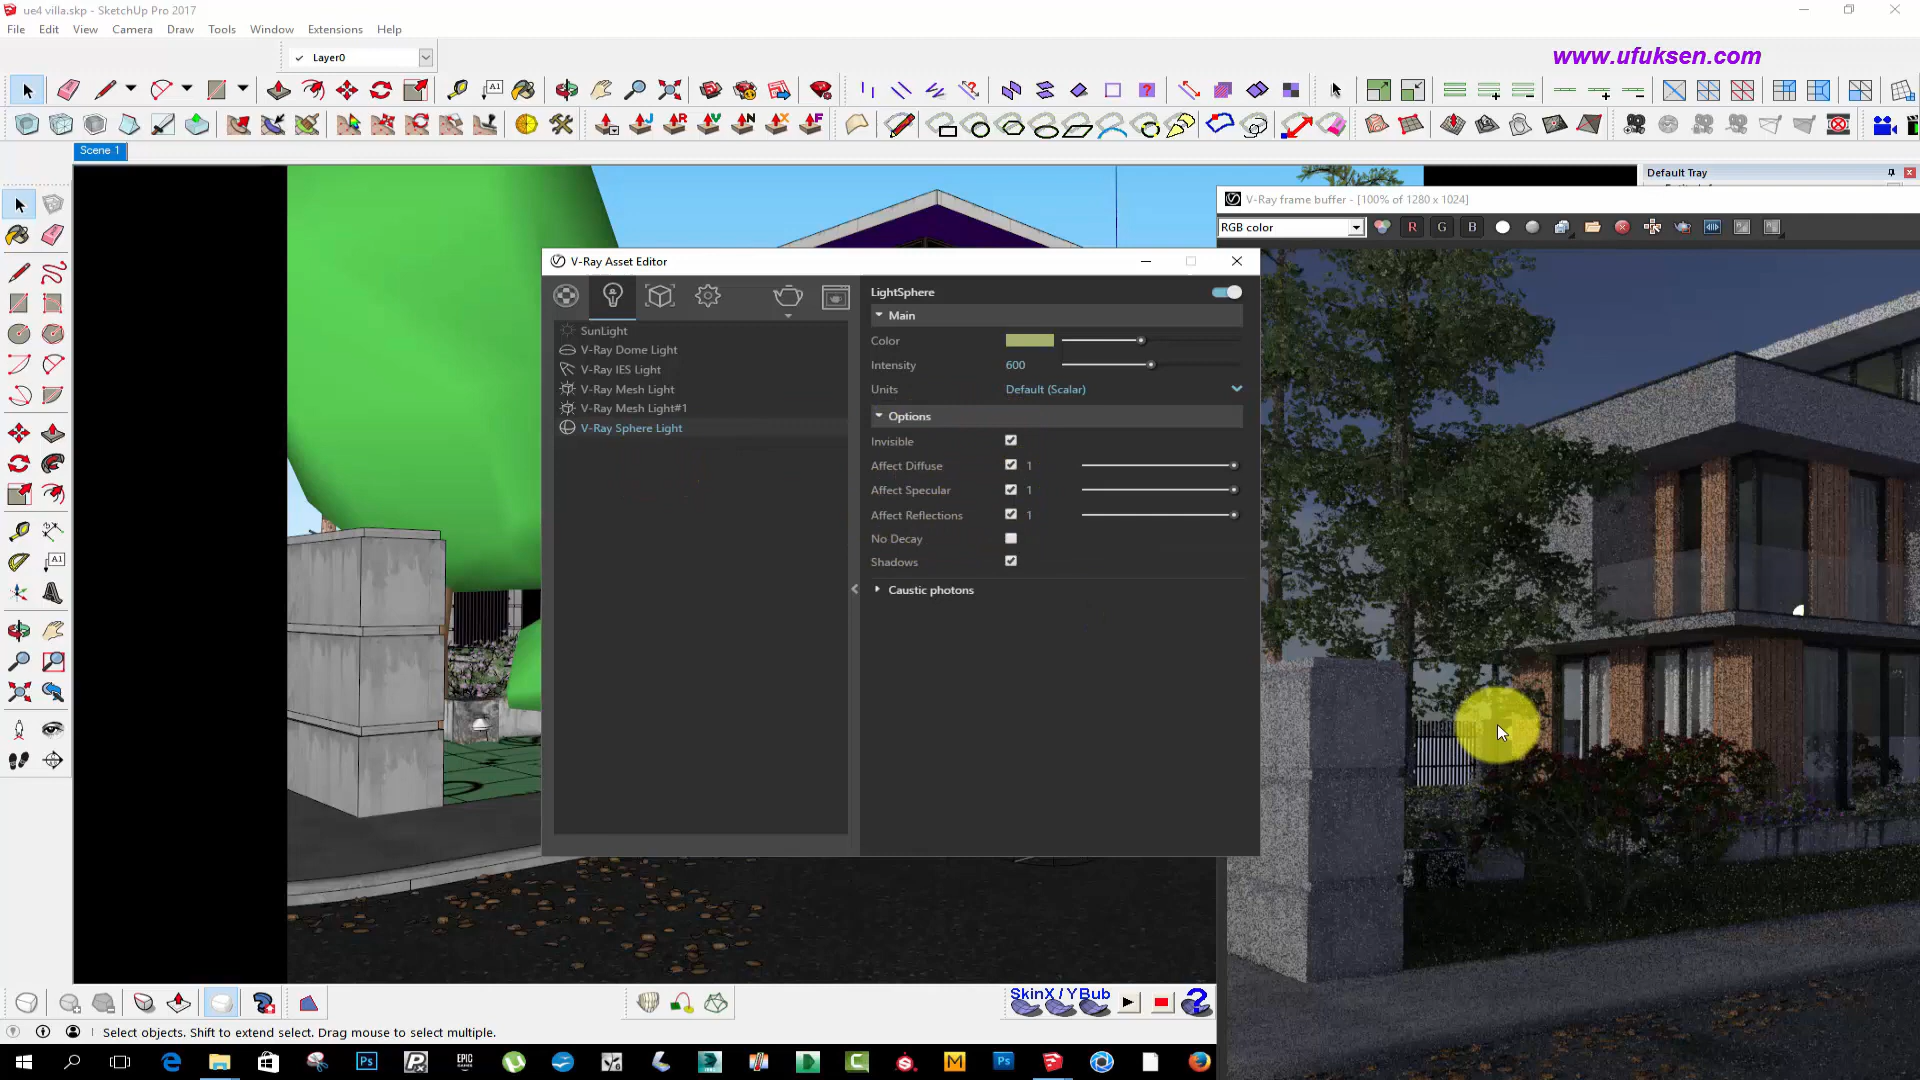 ue4 villa.skp - SketchUp Pro 2017
File Edit View Camera Draw Tools Window Extensions Help
Layer0
www.ufuksen.com
Scene 1
Default Tray
V-Ray frame buffer - [100% of 1280 x 1024]
RGB color
R G B
V-Ray Asset Editor
SunLight
V-Ray Dome Light
V-Ray IES Light
V-Ray Mesh Light
V-Ray Mesh Light#1
V-Ray Sphere Light
LightSphere
Main
Color
Intensity 600
Units Default (Scalar)
Options
Invisible
Affect Diffuse 1
Affect Specular 1
Affect Reflections 1
No Decay
Shadows
Caustic photons
SkinX / YBub
Select objects. Shift to extend select. Drag mouse to select multiple.